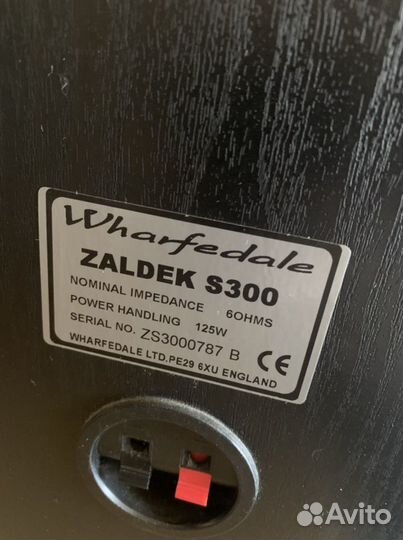 Wharfedale
ZALDEK S300
NOMINAL IMPEDANCE 6OHMS
POWER HANDLING 125W
SERIAL NO. ZS3000787 B CE
WHARFEDALE LTD.PE29 6XU ENGLAND
Avito